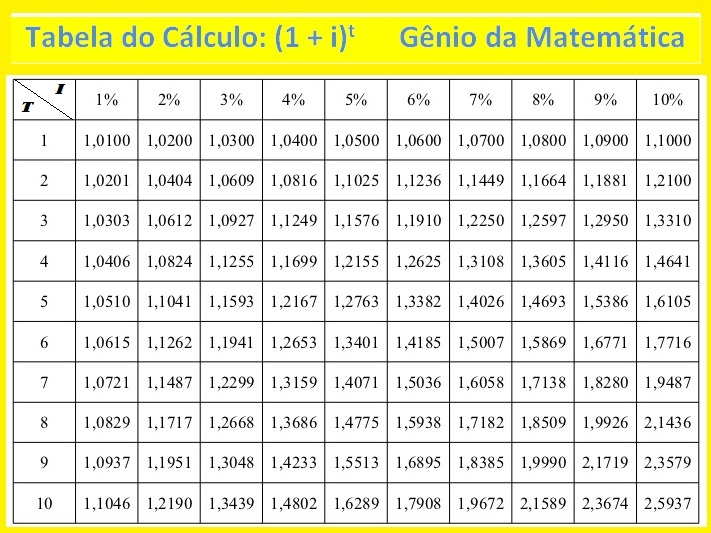 Tabela do Cálculo: (1 + i)ᵗ Gênio da Matemática
T I 1% 2% 3% 4% 5% 6% 7% 8% 9% 10%
1 1,0100 1,0200 1,0300 1,0400 1,0500 1,0600 1,0700 1,0800 1,0900 1,1000
2 1,0201 1,0404 1,0609 1,0816 1,1025 1,1236 1,1449 1,1664 1,1881 1,2100
3 1,0303 1,0612 1,0927 1,1249 1,1576 1,1910 1,2250 1,2597 1,2950 1,3310
4 1,0406 1,0824 1,1255 1,1699 1,2155 1,2625 1,3108 1,3605 1,4116 1,4641
5 1,0510 1,1041 1,1593 1,2167 1,2763 1,3382 1,4026 1,4693 1,5386 1,6105
6 1,0615 1,1262 1,1941 1,2653 1,3401 1,4185 1,5007 1,5869 1,6771 1,7716
7 1,0721 1,1487 1,2299 1,3159 1,4071 1,5036 1,6058 1,7138 1,8280 1,9487
8 1,0829 1,1717 1,2668 1,3686 1,4775 1,5938 1,7182 1,8509 1,9926 2,1436
9 1,0937 1,1951 1,3048 1,4233 1,5513 1,6895 1,8385 1,9990 2,1719 2,3579
10 1,1046 1,2190 1,3439 1,4802 1,6289 1,7908 1,9672 2,1589 2,3674 2,5937